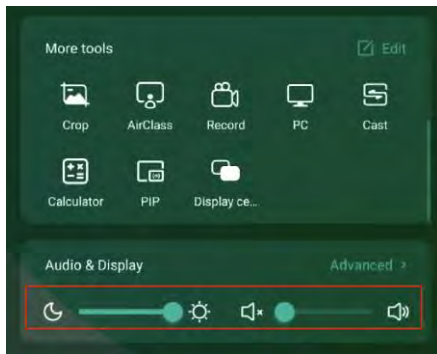 More tools Edit
Crop AirClass Record PC Cast
Calculator PIP Display ce...
Audio & Display Advanced >